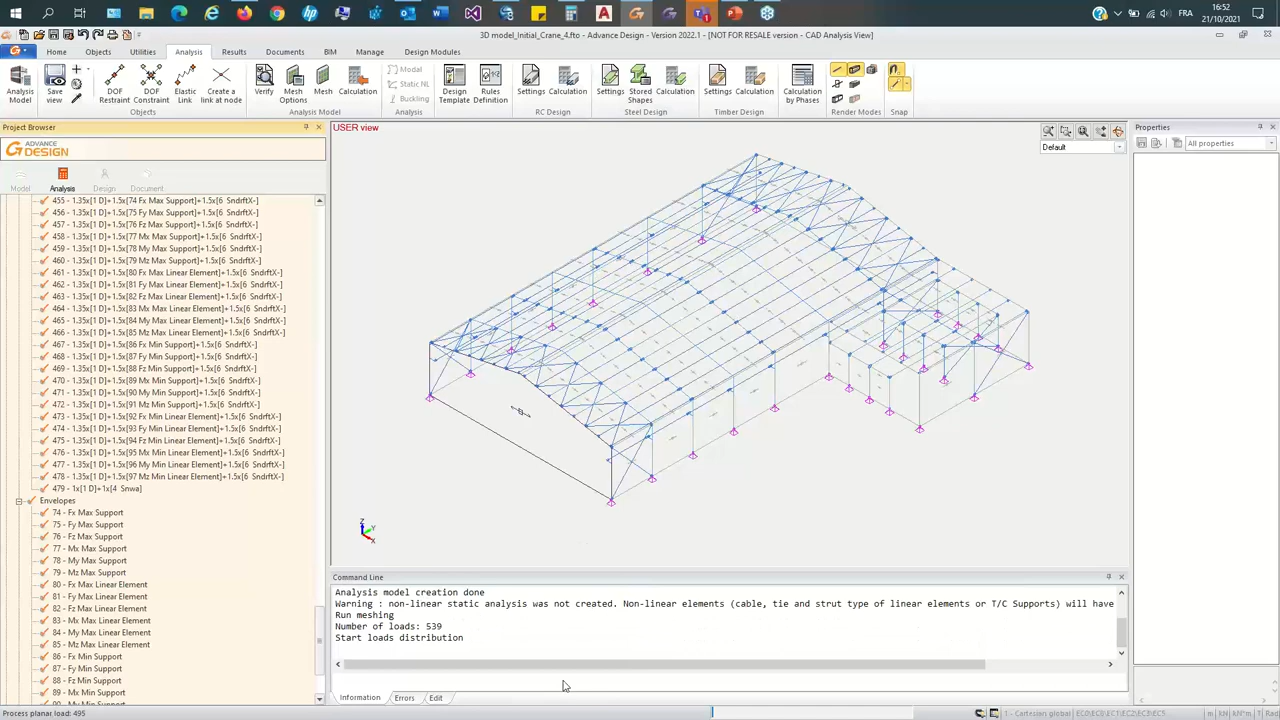 16:52
FRA
21/10/2021
3D model_Initial_Crane_4.fto - Advance Design - Version 2022.1 - [NOT FOR RESALE version - CAD Analysis View]
Home Objects Utilities Analysis Results Documents BIM Manage Design Modules
Analysis Model
Save view
DOF Restraint
DOF Constraint
Elastic Link
Create a link at node
Verify
Mesh Options
Mesh
Calculation
Modal
Static NL
Buckling
Design Template
Rules Definition
Settings
Calculation
Settings
Stored Shapes
Calculation
Settings
Calculation
Calculation by Phases
Objects Analysis Model Analysis RC Design Steel Design Timber Design Render Modes Snap
Project Browser
ADVANCE
DESIGN
Model Analysis Design Document
455 - 1.35x[1 D]+1.5x[74 Fx Max Support]+1.5x[6 SndrftX-]
456 - 1.35x[1 D]+1.5x[75 Fy Max Support]+1.5x[6 SndrftX-]
457 - 1.35x[1 D]+1.5x[76 Fz Max Support]+1.5x[6 SndrftX-]
458 - 1.35x[1 D]+1.5x[77 Mx Max Support]+1.5x[6 SndrftX-]
459 - 1.35x[1 D]+1.5x[78 My Max Support]+1.5x[6 SndrftX-]
460 - 1.35x[1 D]+1.5x[79 Mz Max Support]+1.5x[6 SndrftX-]
461 - 1.35x[1 D]+1.5x[80 Fx Max Linear Element]+1.5x[6 SndrftX-]
462 - 1.35x[1 D]+1.5x[81 Fy Max Linear Element]+1.5x[6 SndrftX-]
463 - 1.35x[1 D]+1.5x[82 Fz Max Linear Element]+1.5x[6 SndrftX-]
464 - 1.35x[1 D]+1.5x[83 Mx Max Linear Element]+1.5x[6 SndrftX-]
465 - 1.35x[1 D]+1.5x[84 My Max Linear Element]+1.5x[6 SndrftX-]
466 - 1.35x[1 D]+1.5x[85 Mz Max Linear Element]+1.5x[6 SndrftX-]
467 - 1.35x[1 D]+1.5x[86 Fx Min Support]+1.5x[6 SndrftX-]
468 - 1.35x[1 D]+1.5x[87 Fy Min Support]+1.5x[6 SndrftX-]
469 - 1.35x[1 D]+1.5x[88 Fz Min Support]+1.5x[6 SndrftX-]
470 - 1.35x[1 D]+1.5x[89 Mx Min Support]+1.5x[6 SndrftX-]
471 - 1.35x[1 D]+1.5x[90 My Min Support]+1.5x[6 SndrftX-]
472 - 1.35x[1 D]+1.5x[91 Mz Min Support]+1.5x[6 SndrftX-]
473 - 1.35x[1 D]+1.5x[92 Fx Min Linear Element]+1.5x[6 SndrftX-]
474 - 1.35x[1 D]+1.5x[93 Fy Min Linear Element]+1.5x[6 SndrftX-]
475 - 1.35x[1 D]+1.5x[94 Fz Min Linear Element]+1.5x[6 SndrftX-]
476 - 1.35x[1 D]+1.5x[95 Mx Min Linear Element]+1.5x[6 SndrftX-]
477 - 1.35x[1 D]+1.5x[96 My Min Linear Element]+1.5x[6 SndrftX-]
478 - 1.35x[1 D]+1.5x[97 Mz Min Linear Element]+1.5x[6 SndrftX-]
479 - 1x[1 D]+1x[4 Snwa]
Envelopes
74 - Fx Max Support
75 - Fy Max Support
76 - Fz Max Support
77 - Mx Max Support
78 - My Max Support
79 - Mz Max Support
80 - Fx Max Linear Element
81 - Fy Max Linear Element
82 - Fz Max Linear Element
83 - Mx Max Linear Element
84 - My Max Linear Element
85 - Mz Max Linear Element
86 - Fx Min Support
87 - Fy Min Support
88 - Fz Min Support
89 - Mx Min Support
90 - My Min Support
USER view
Default
Z
Y
X
Properties
All properties
Command Line
Analysis model creation done
Warning : non-linear static analysis was not created. Non-linear elements (cable, tie and strut type of linear elements or T/C Supports) will have
Run meshing
Number of loads: 539
Start loads distribution
Information Errors Edit
Process planar load: 495
1 - Cartesian global
m kN kN*m T Rad